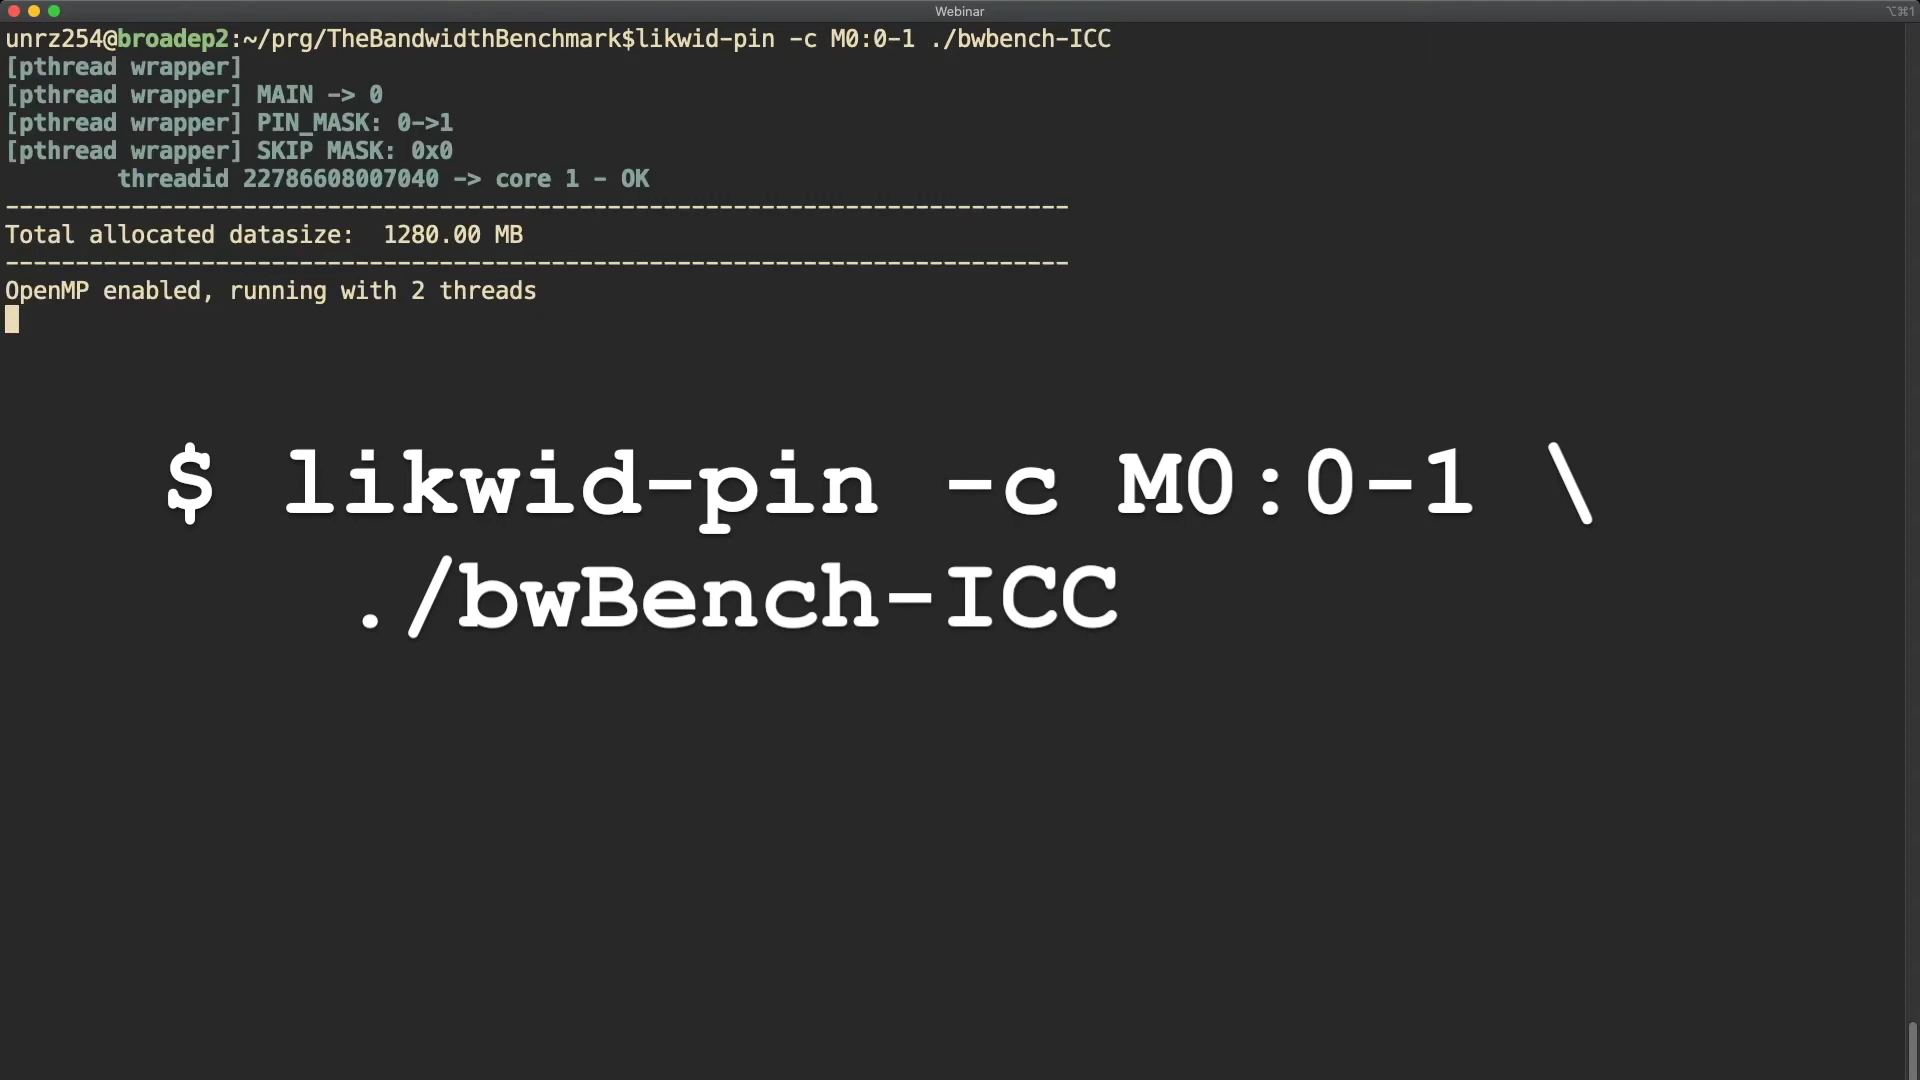 Webinar
⌥⌘1
unrz254@broadep2:~/prg/TheBandwidthBenchmark$likwid-pin -c M0:0-1 ./bwbench-ICC
[pthread wrapper]
[pthread wrapper] MAIN -> 0
[pthread wrapper] PIN_MASK: 0->1
[pthread wrapper] SKIP MASK: 0x0
threadid 22786608007040 -> core 1 - OK
----------------------------------------------------------------------------
Total allocated datasize:  1280.00 MB
----------------------------------------------------------------------------
OpenMP enabled, running with 2 threads
$ likwid-pin -c M0:0-1 \
./bwBench-ICC